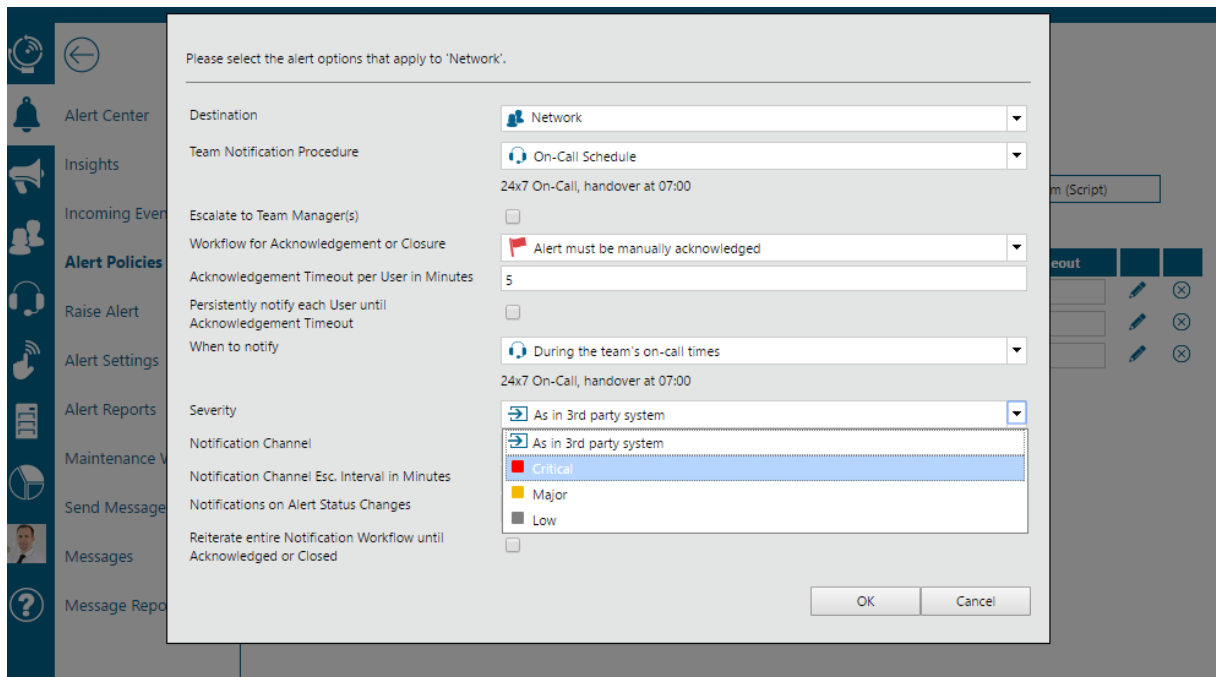 Please select the alert options that apply to 'Network'.
Alert Center
Insights
Incoming Even
Alert Policies
Raise Alert
Alert Settings
Alert Reports
Maintenance W
Send Message
Messages
Message Repo
Destination
Network
Team Notification Procedure
On-Call Schedule
24x7 On-Call, handover at 07:00
Escalate to Team Manager(s)
Workflow for Acknowledgement or Closure
Alert must be manually acknowledged
Acknowledgement Timeout per User in Minutes
5
Persistently notify each User until
Acknowledgement Timeout
When to notify
During the team's on-call times
24x7 On-Call, handover at 07:00
Severity
As in 3rd party system
As in 3rd party system
Critical
Major
Low
Notification Channel
Notification Channel Esc. Interval in Minutes
Notifications on Alert Status Changes
Reiterate entire Notification Workflow until
Acknowledged or Closed
OK
Cancel
m (Script)
eout